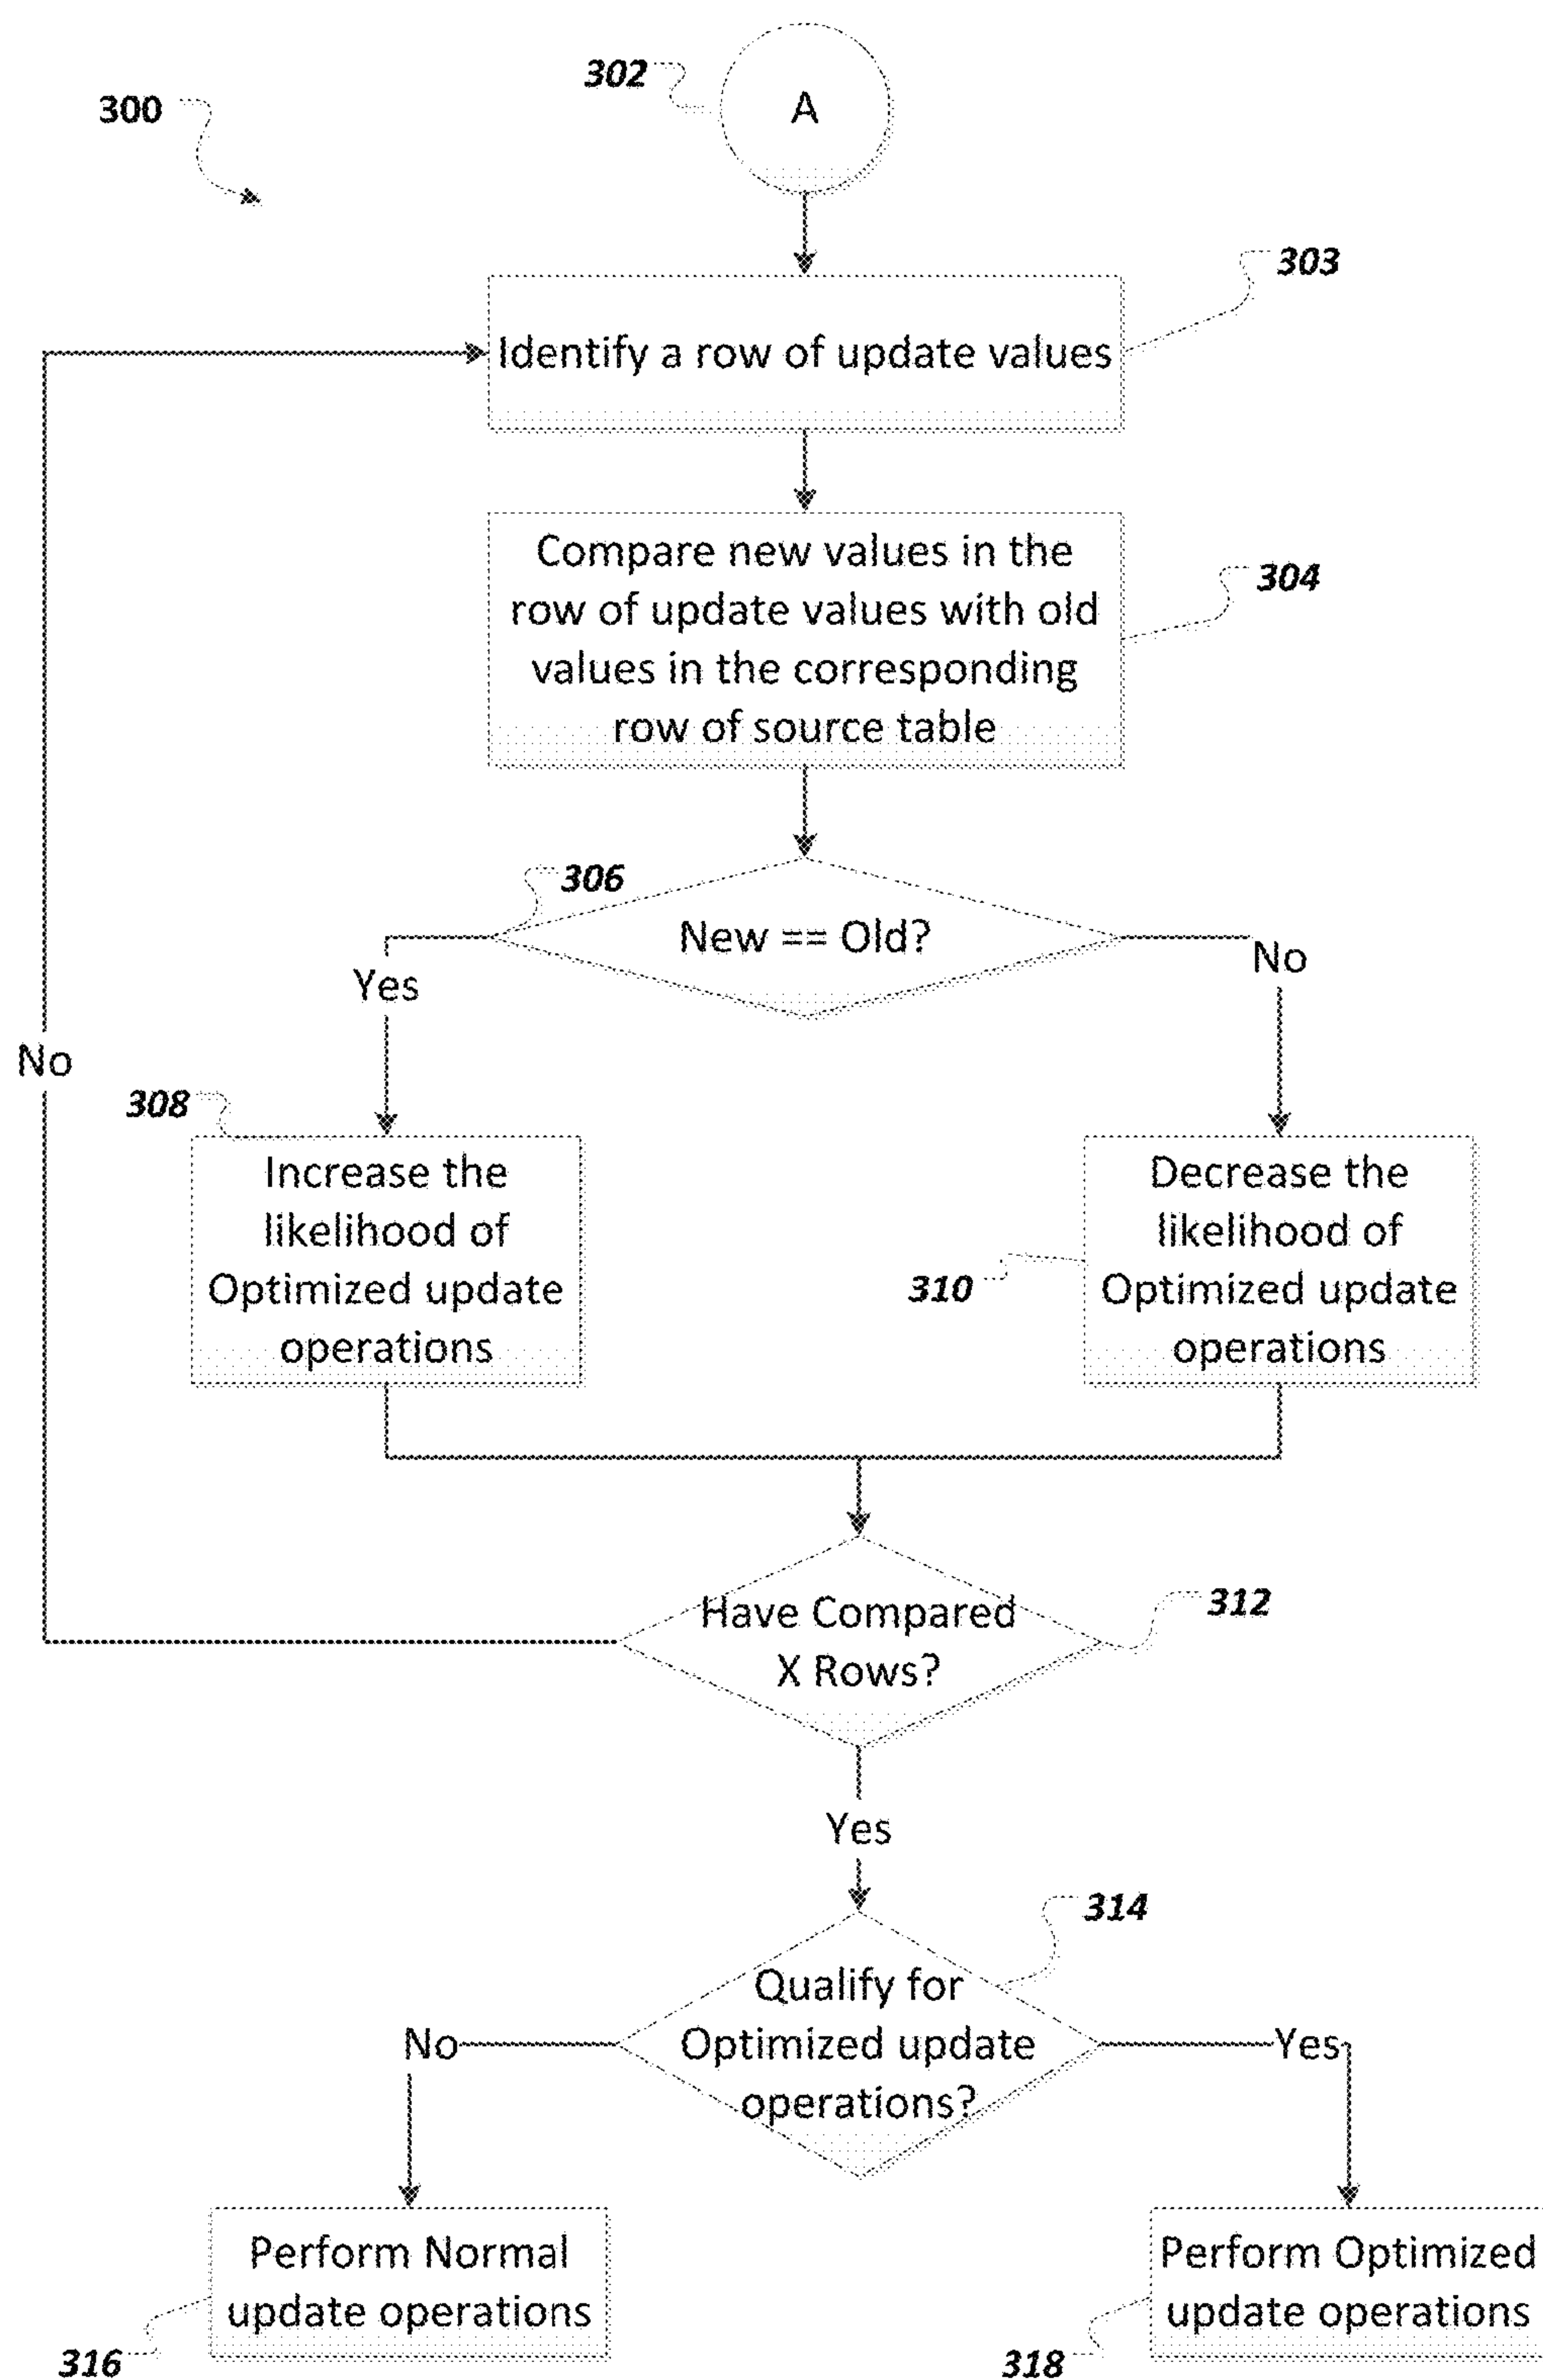 302
A
300
303
Identify a row of update values
Compare new values in the
row of update values with old
values in the corresponding
row of source table
304
306
New == Old?
Yes
No
No
308
Increase the
likelihood of
Optimized update
operations
Decrease the
likelihood of
Optimized update
operations
310
Have Compared
X Rows?
312
Yes
314
Qualify for
Optimized update
operations?
No
Yes
Perform Normal
update operations
316
Perform Optimized
update operations
318